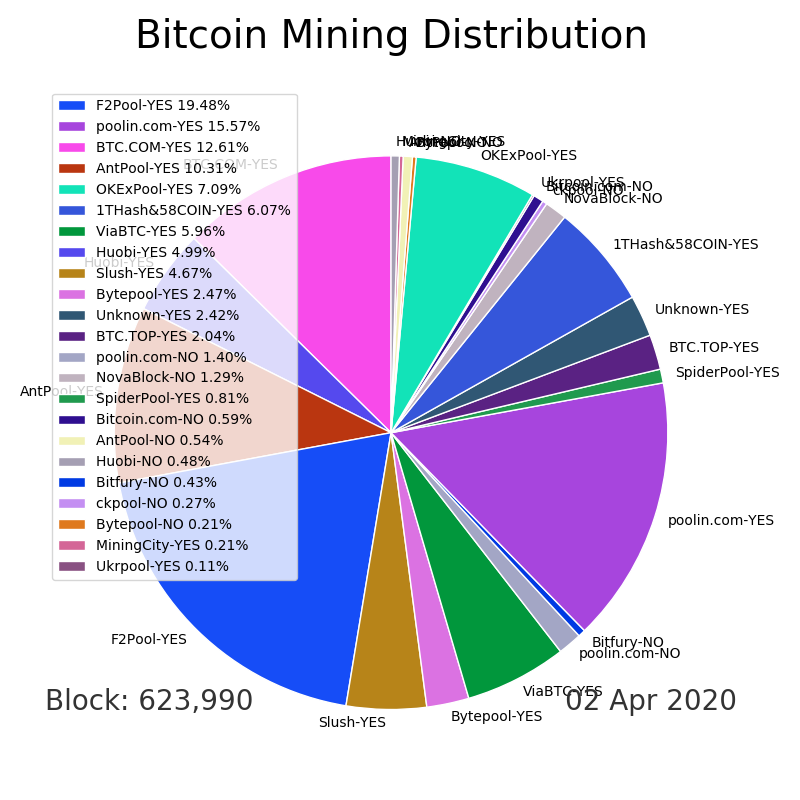 Bitcoin Mining Distribution
F2Pool-YES 19.48%
poolin.com-YES 15.57%
BTC.COM-YES 12.61%
AntPool-YES 10.31%
OKExPool-YES 7.09%
1THash&58COIN-YES 6.07%
ViaBTC-YES 5.96%
Huobi-YES 4.99%
Slush-YES 4.67%
Bytepool-YES 2.47%
Unknown-YES 2.42%
BTC.TOP-YES 2.04%
poolin.com-NO 1.40%
NovaBlock-NO 1.29%
SpiderPool-YES 0.81%
Bitcoin.com-NO 0.59%
AntPool-NO 0.54%
Huobi-NO 0.48%
Bitfury-NO 0.43%
ckpool-NO 0.27%
Bytepool-NO 0.21%
MiningCity-YES 0.21%
Ukrpool-YES 0.11%
BTC.COM-YES
Huobi-YES
AntPool-YES
F2Pool-YES
Slush-YES
Bytepool-YES
ViaBTC-YES
poolin.com-NO
Bitfury-NO
poolin.com-YES
SpiderPool-YES
BTC.TOP-YES
Unknown-YES
1THash&58COIN-YES
NovaBlock-NO
ckpool-NO
Bitcoin.com-NO
Ukrpool-YES
OKExPool-YES
Block: 623,990
02 Apr 2020